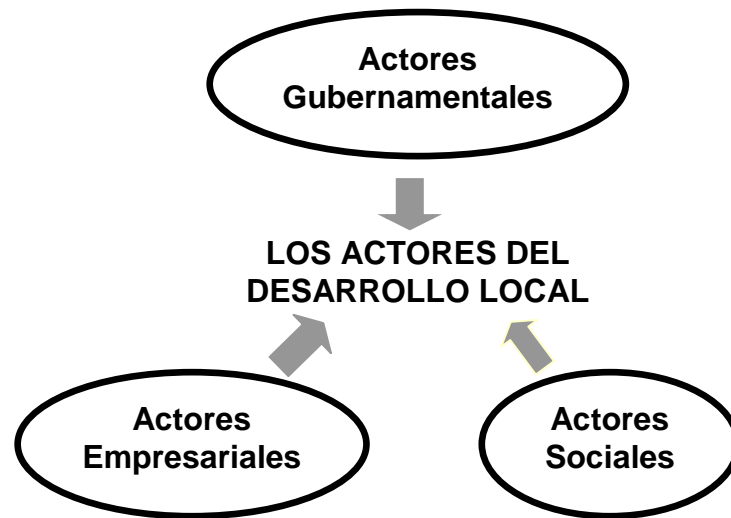 Actores
Gubernamentales
LOS ACTORES DEL
DESARROLLO LOCAL
Actores
Empresariales
Actores
Sociales